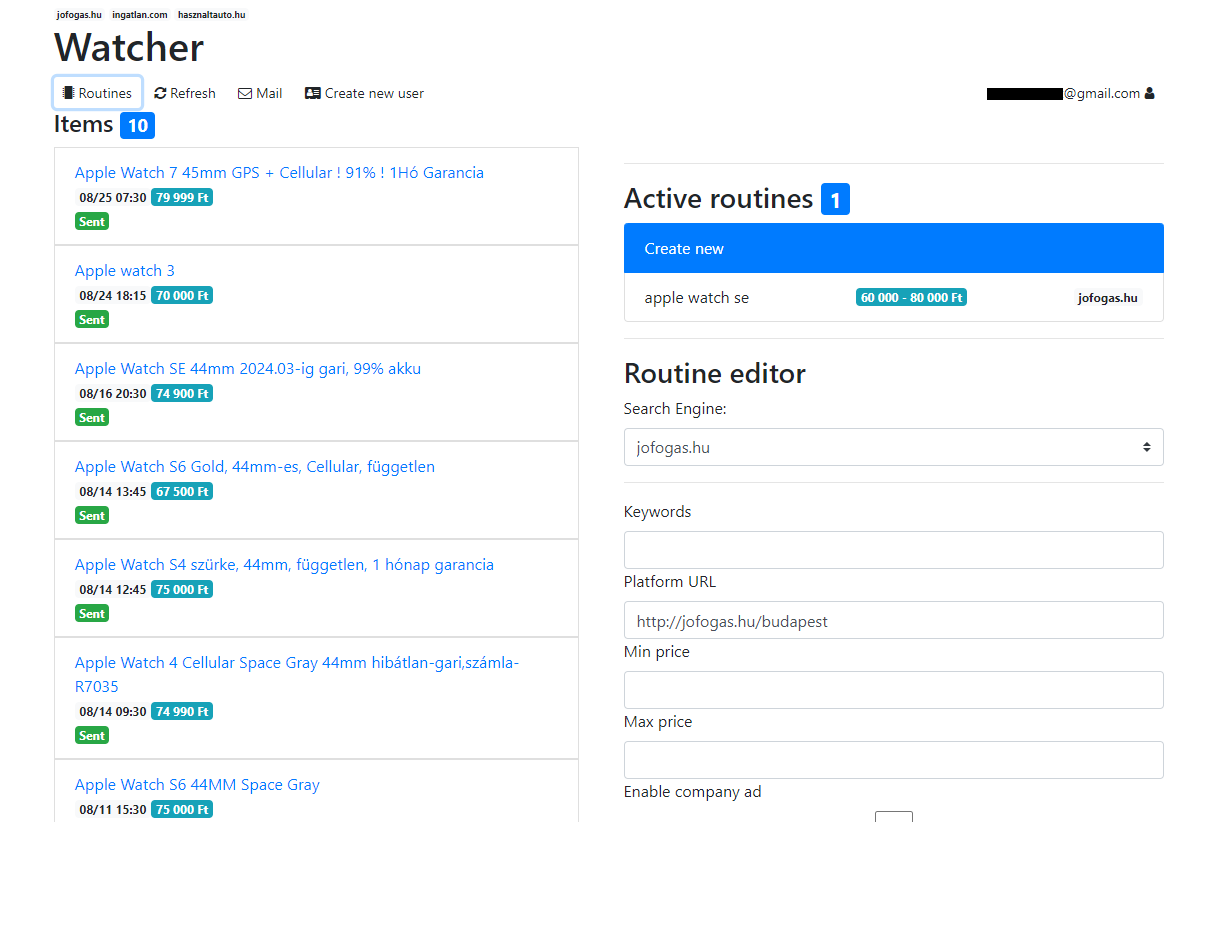 jofogas.hu ingatlan.com hasznaltauto.hu
Watcher
Routines Refresh Mail Create new user
@gmail.com
Items 10
Apple Watch 7 45mm GPS + Cellular ! 91% ! 1Hó Garancia
08/25 07:30 79 999 Ft
Sent
Apple watch 3
08/24 18:15 70 000 Ft
Sent
Apple Watch SE 44mm 2024.03-ig gari, 99% akku
08/16 20:30 74 900 Ft
Sent
Apple Watch S6 Gold, 44mm-es, Cellular, független
08/14 13:45 67 500 Ft
Sent
Apple Watch S4 szürke, 44mm, független, 1 hónap garancia
08/14 12:45 75 000 Ft
Sent
Apple Watch 4 Cellular Space Gray 44mm hibátlan-gari,számla-
R7035
08/14 09:30 74 990 Ft
Sent
Apple Watch S6 44MM Space Gray
08/11 15:30 75 000 Ft
Active routines 1
Create new
apple watch se 60 000 - 80 000 Ft jofogas.hu
Routine editor
Search Engine:
jofogas.hu
Keywords
Platform URL
http://jofogas.hu/budapest
Min price
Max price
Enable company ad